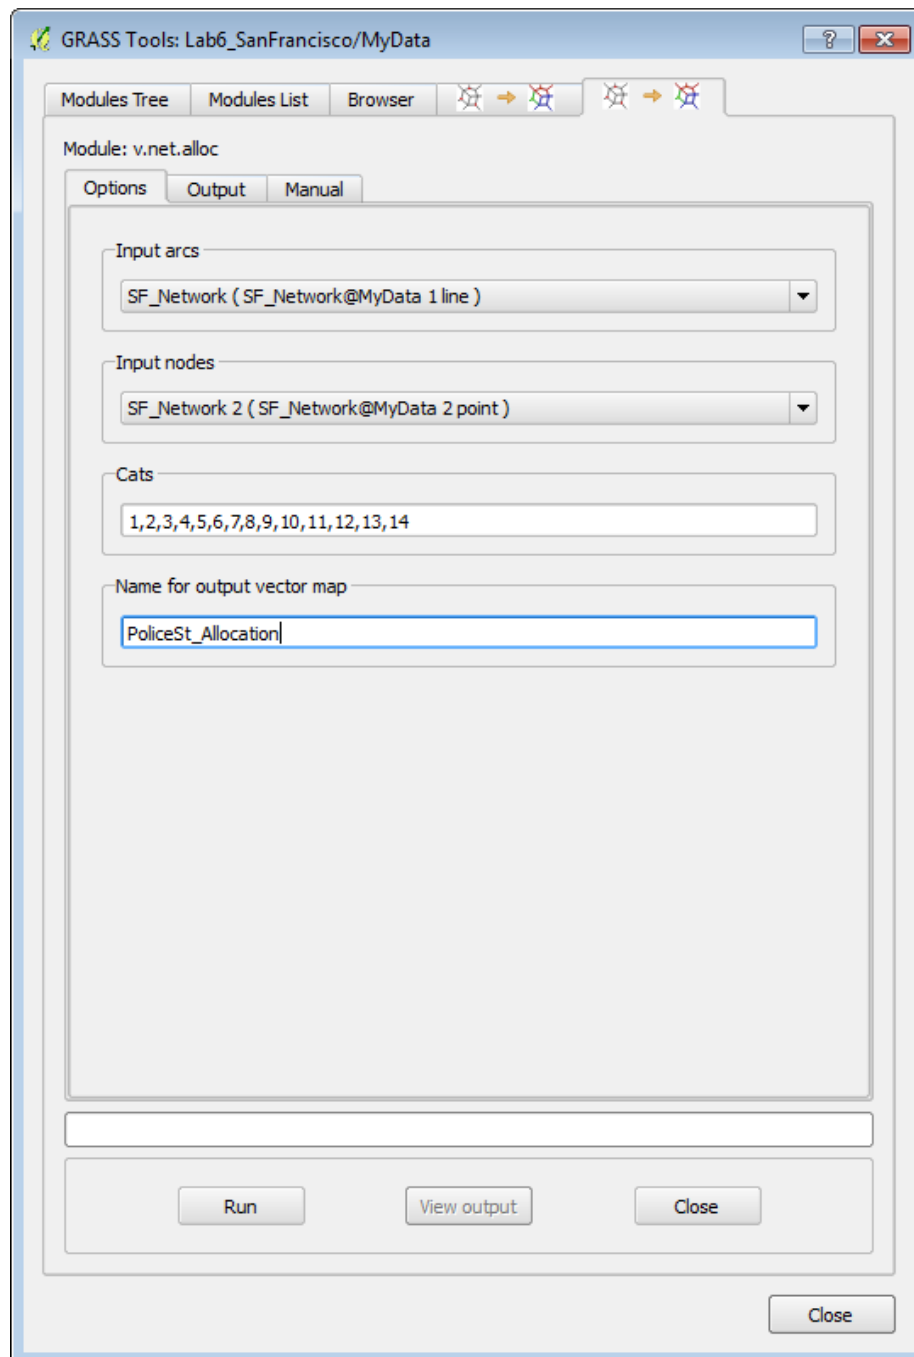 GRASS Tools: Lab6_SanFrancisco/MyData
?
Modules Tree Modules List Browser
Module: v.net.alloc
Options Output Manual
Input arcs
SF_Network ( SF_Network@MyData 1 line )
Input nodes
SF_Network 2 ( SF_Network@MyData 2 point )
Cats
1,2,3,4,5,6,7,8,9,10,11,12,13,14
Name for output vector map
PoliceSt_Allocation
Run View output Close
Close